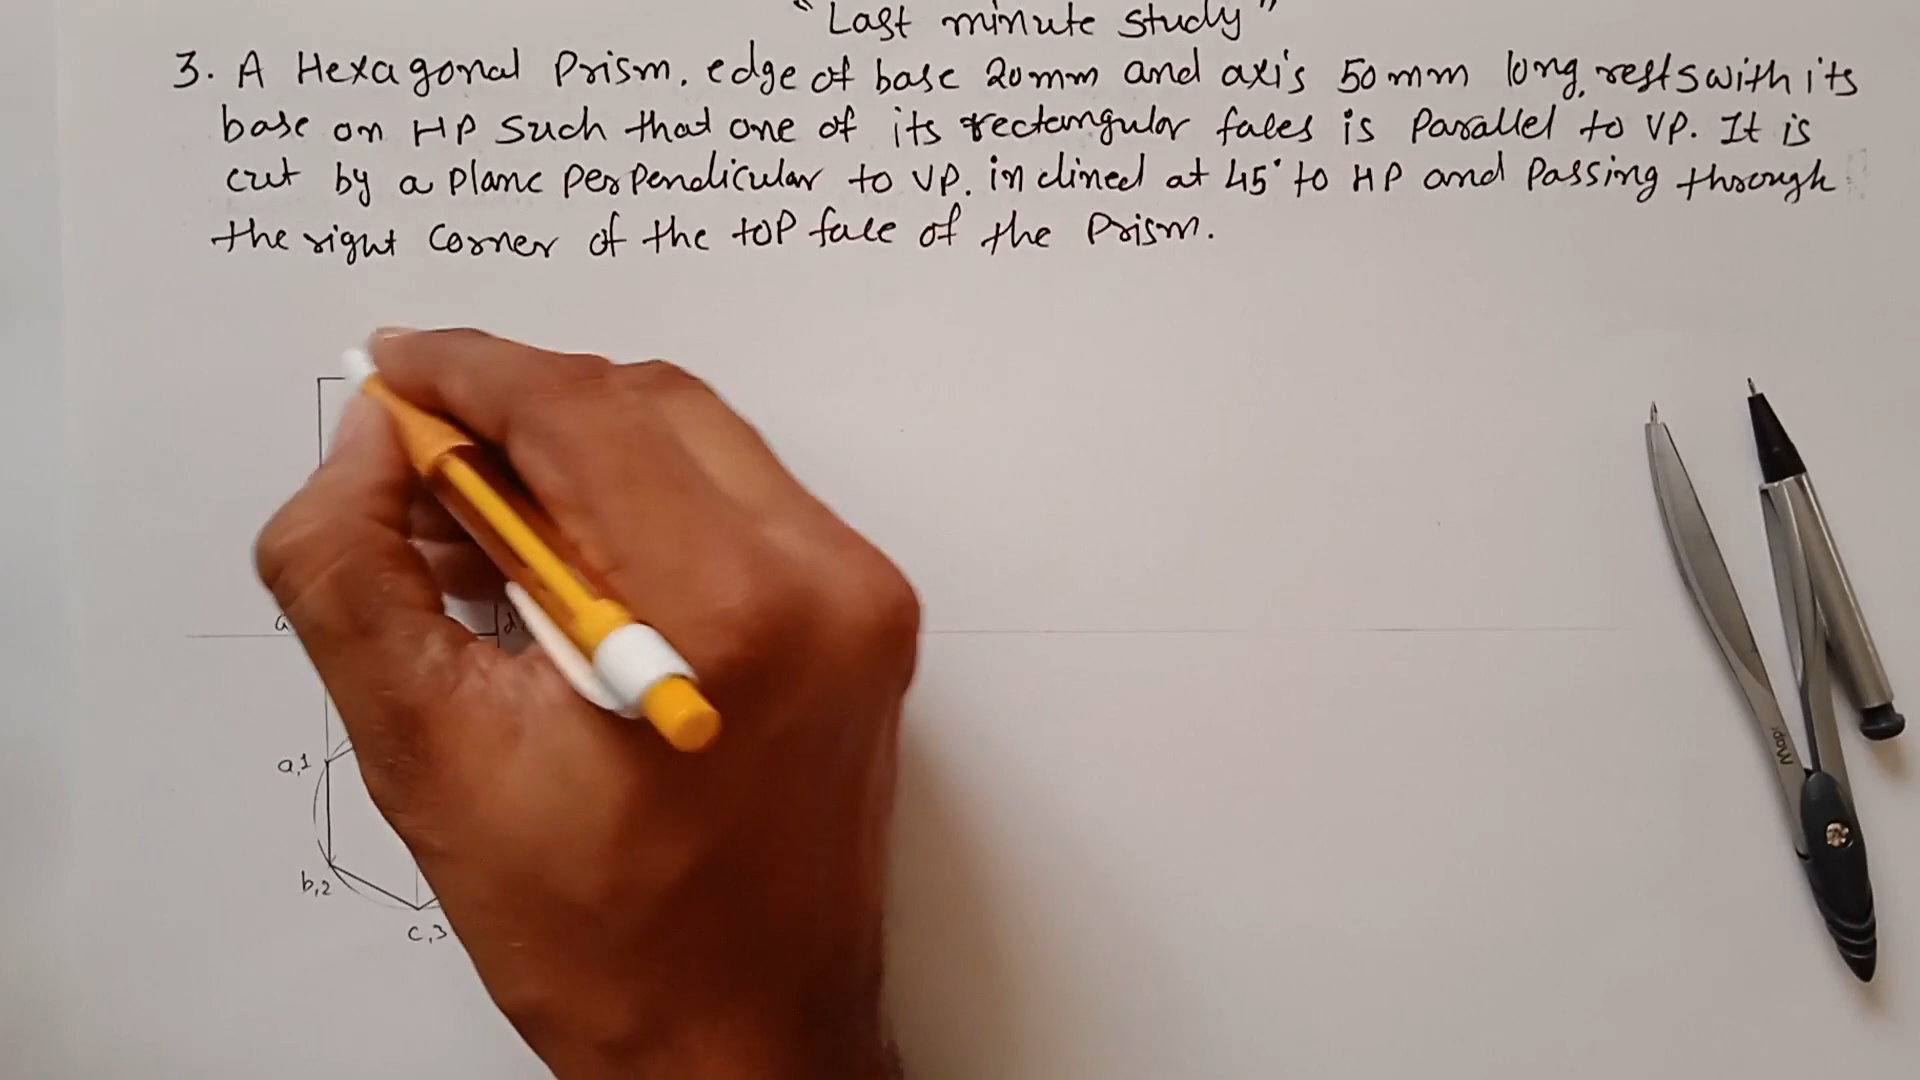 "Last minute study"
3. A Hexagonal Prism, edge of base 20mm and axis 50mm long, rests with its
base on HP such that one of its rectangular faces is Parallel to VP. It is
cut by a plane perpendicular to VP, inclined at 45° to HP and Passing through
the right corner of the top face of the Prism.
a
d
a,1
b,2
c,3
Map